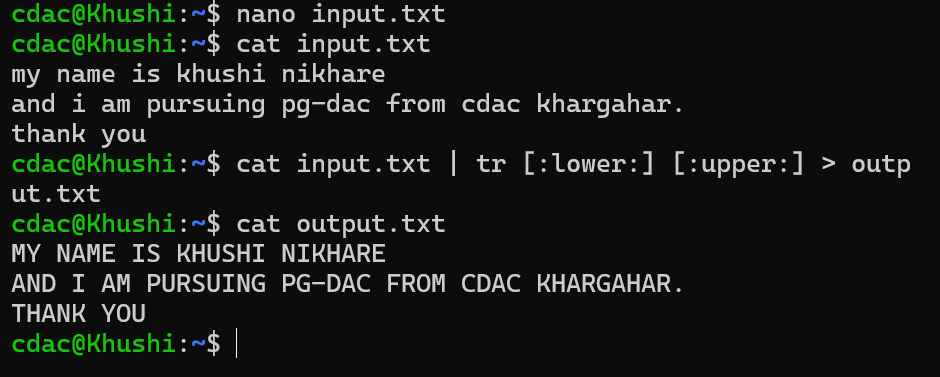 cdac@Khushi:~$ nano input.txt
cdac@Khushi:~$ cat input.txt
my name is khushi nikhare
and i am pursuing pg-dac from cdac khargahar.
thank you
cdac@Khushi:~$ cat input.txt | tr [:lower:] [:upper:] > outp
ut.txt
cdac@Khushi:~$ cat output.txt
MY NAME IS KHUSHI NIKHARE
AND I AM PURSUING PG-DAC FROM CDAC KHARGAHAR.
THANK YOU
cdac@Khushi:~$